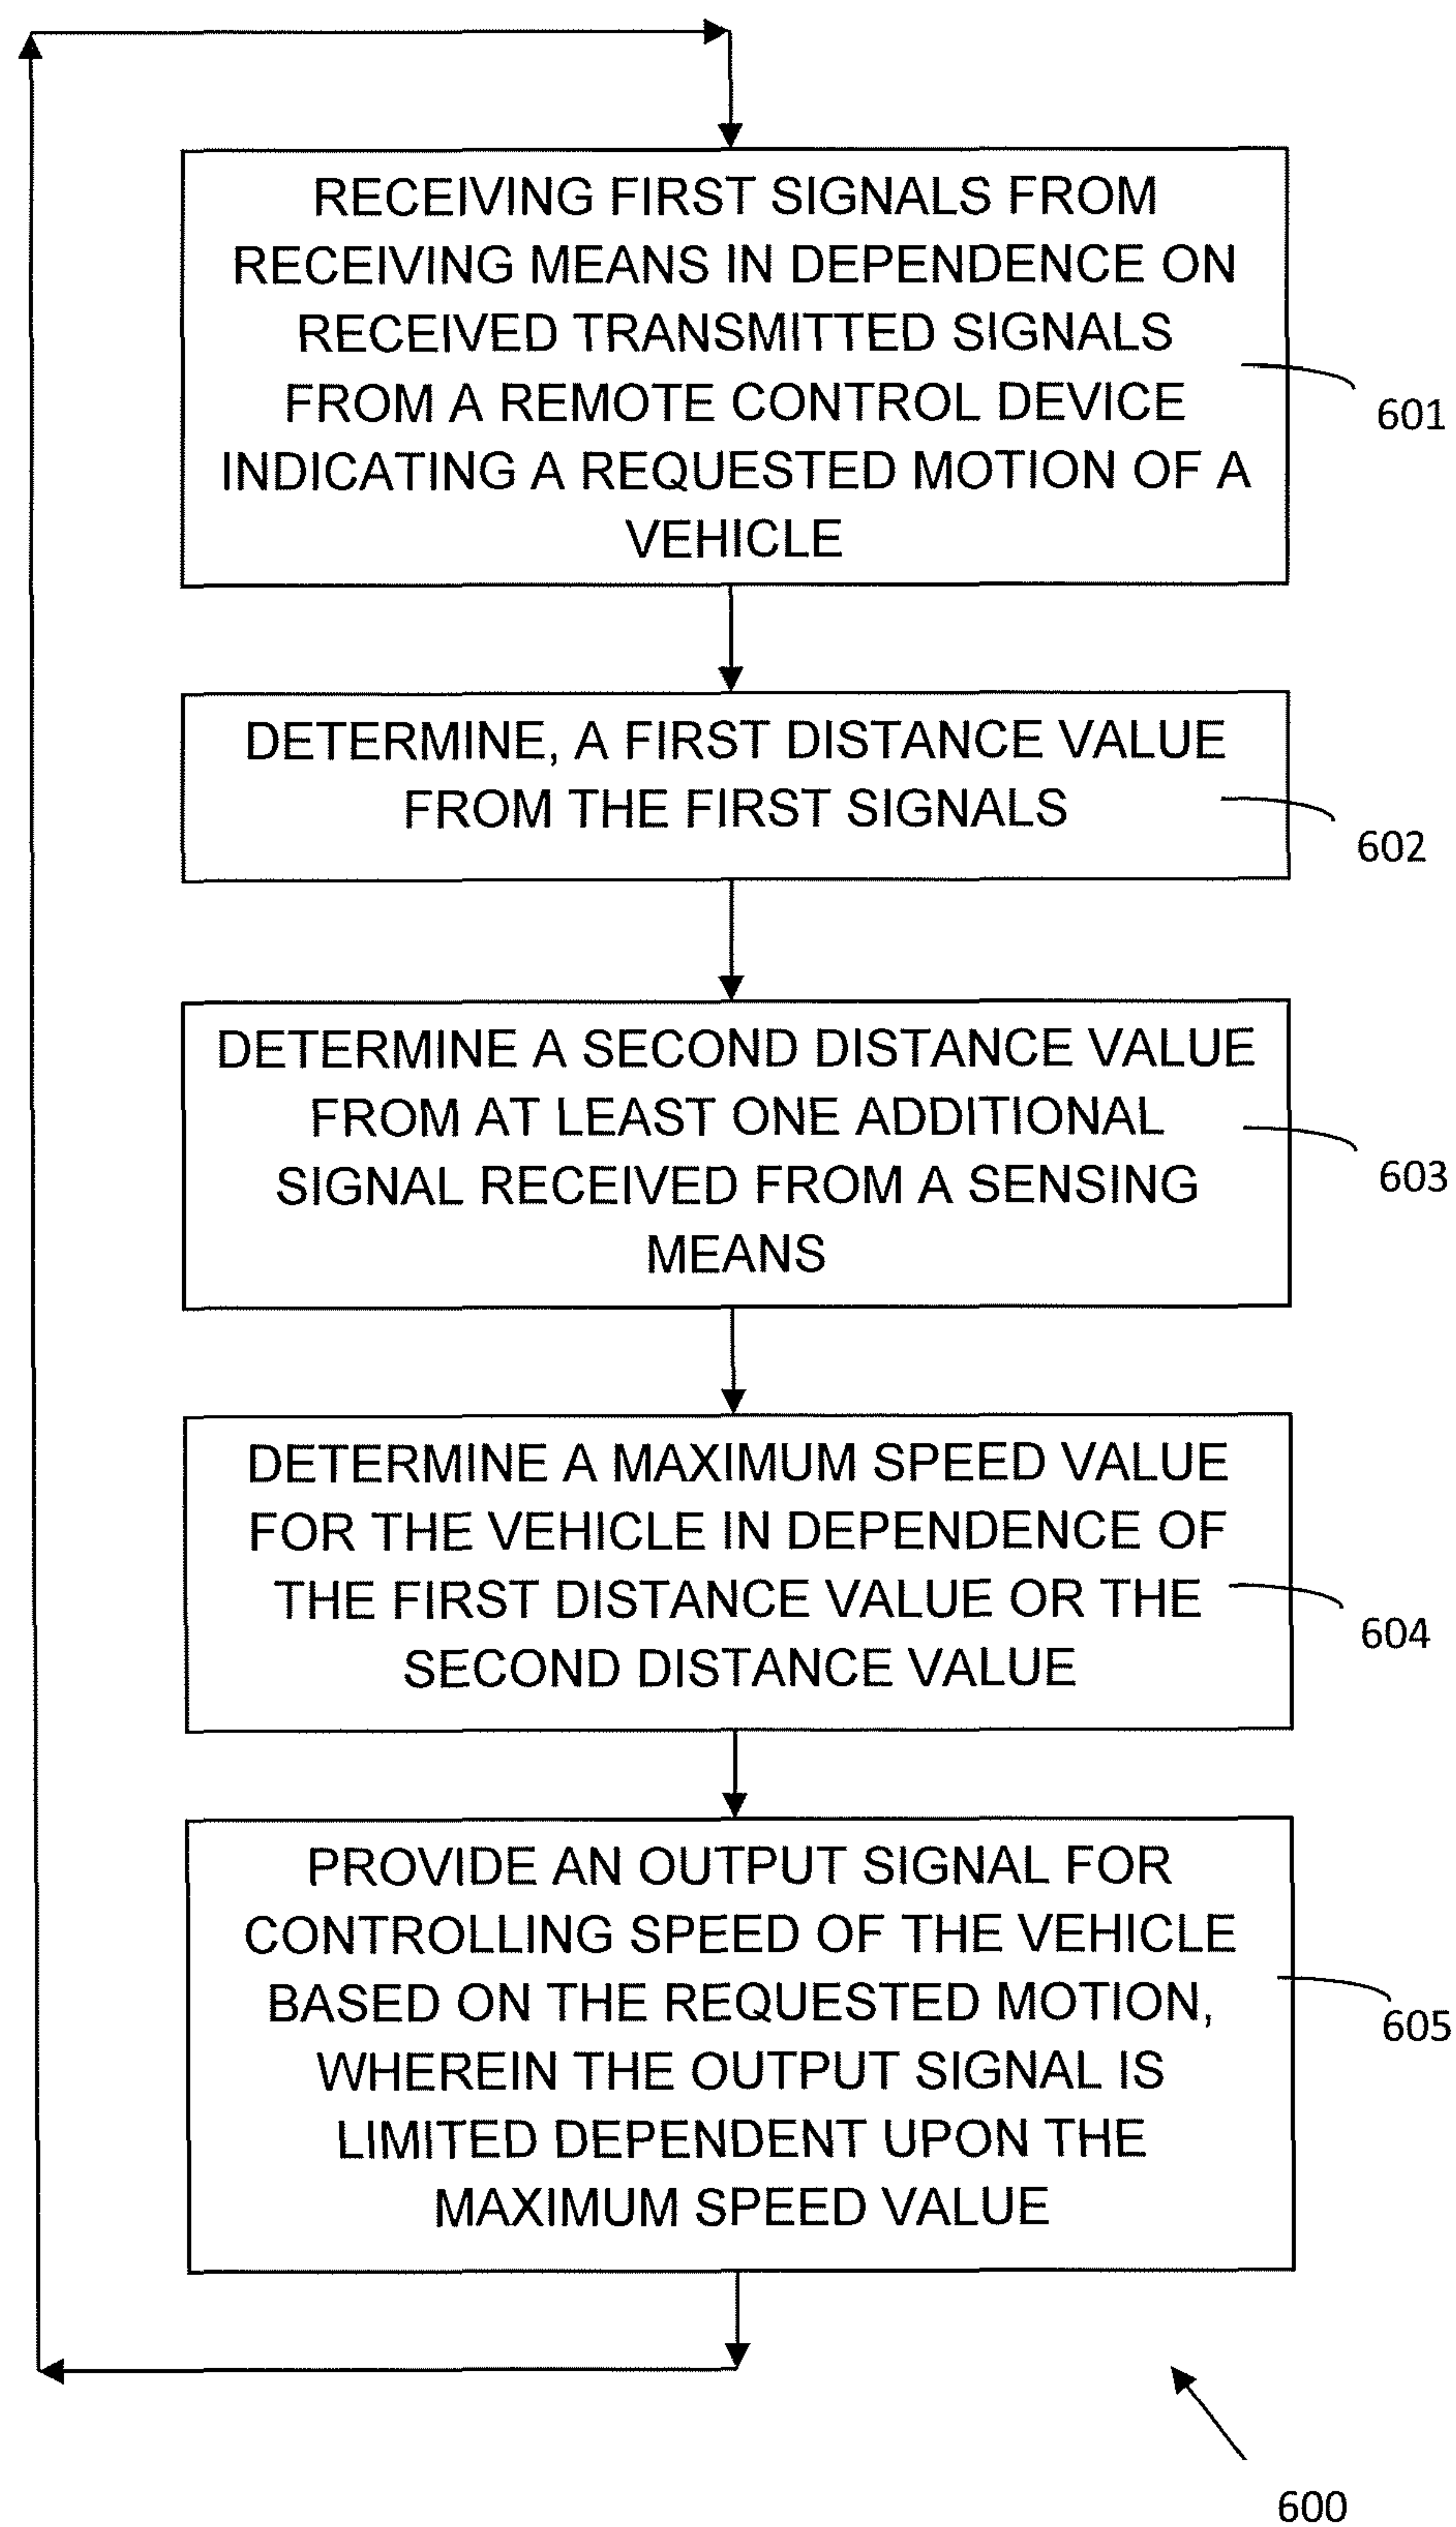 RECEIVING FIRST SIGNALS FROM
RECEIVING MEANS IN DEPENDENCE ON
RECEIVED TRANSMITTED SIGNALS
FROM A REMOTE CONTROL DEVICE
INDICATING A REQUESTED MOTION OF A
VEHICLE
601
DETERMINE, A FIRST DISTANCE VALUE
FROM THE FIRST SIGNALS
602
DETERMINE A SECOND DISTANCE VALUE
FROM AT LEAST ONE ADDITIONAL
SIGNAL RECEIVED FROM A SENSING
MEANS
603
DETERMINE A MAXIMUM SPEED VALUE
FOR THE VEHICLE IN DEPENDENCE OF
THE FIRST DISTANCE VALUE OR THE
SECOND DISTANCE VALUE
604
PROVIDE AN OUTPUT SIGNAL FOR
CONTROLLING SPEED OF THE VEHICLE
BASED ON THE REQUESTED MOTION,
WHEREIN THE OUTPUT SIGNAL IS
LIMITED DEPENDENT UPON THE
MAXIMUM SPEED VALUE
605
600